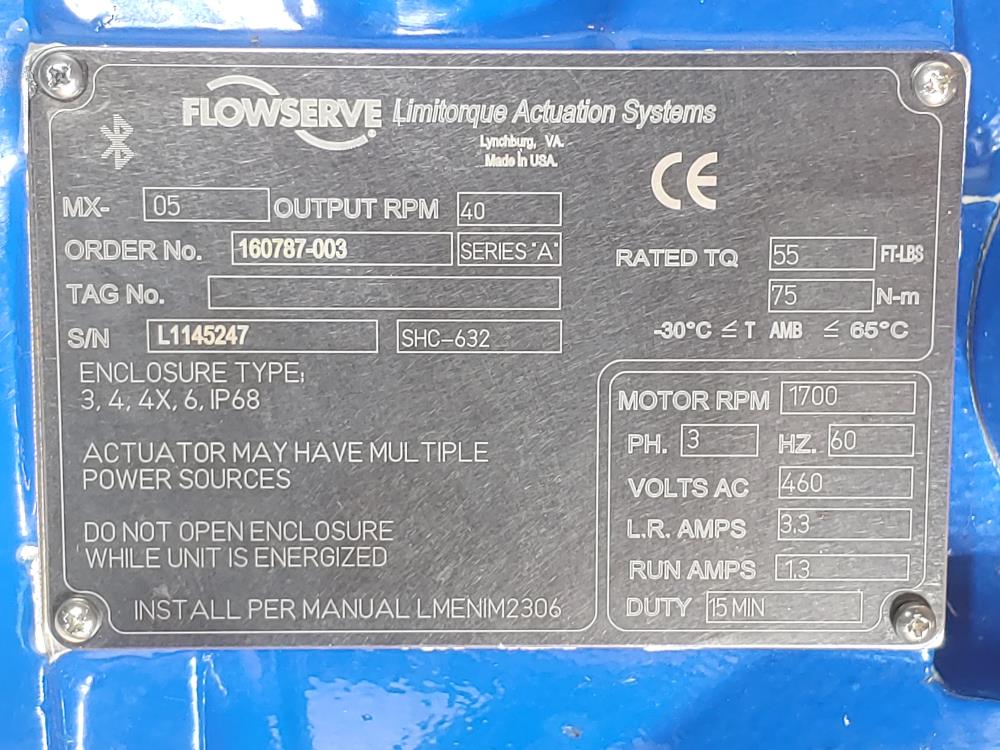 FLOWSERVE Limitorque Actuation Systems
Lynchburg, VA.
Made in USA.
CE
MX- 05 OUTPUT RPM 40
ORDER No. 160787-003 SERIES "A"
TAG No.
S/N L1145247 SHC-632
RATED TQ 55 FT-LBS
75 N-m
-30°C ≤ T AMB ≤ 65°C
ENCLOSURE TYPE;
3, 4, 4X, 6, IP68
ACTUATOR MAY HAVE MULTIPLE
POWER SOURCES
DO NOT OPEN ENCLOSURE
WHILE UNIT IS ENERGIZED
INSTALL PER MANUAL LMENIM2306
MOTOR RPM 1700
PH. 3 HZ. 60
VOLTS AC 460
L.R. AMPS 3.3
RUN AMPS 1.3
DUTY 15 MIN